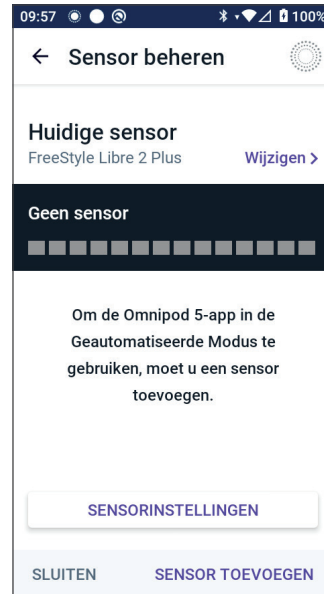 09:57 100%
Sensor beheren
Huidige sensor
FreeStyle Libre 2 Plus Wijzigen >
Geen sensor
Om de Omnipod 5-app in de
Geautomatiseerde Modus te
gebruiken, moet u een sensor
toevoegen.
SENSORINSTELLINGEN
SLUITEN SENSOR TOEVOEGEN